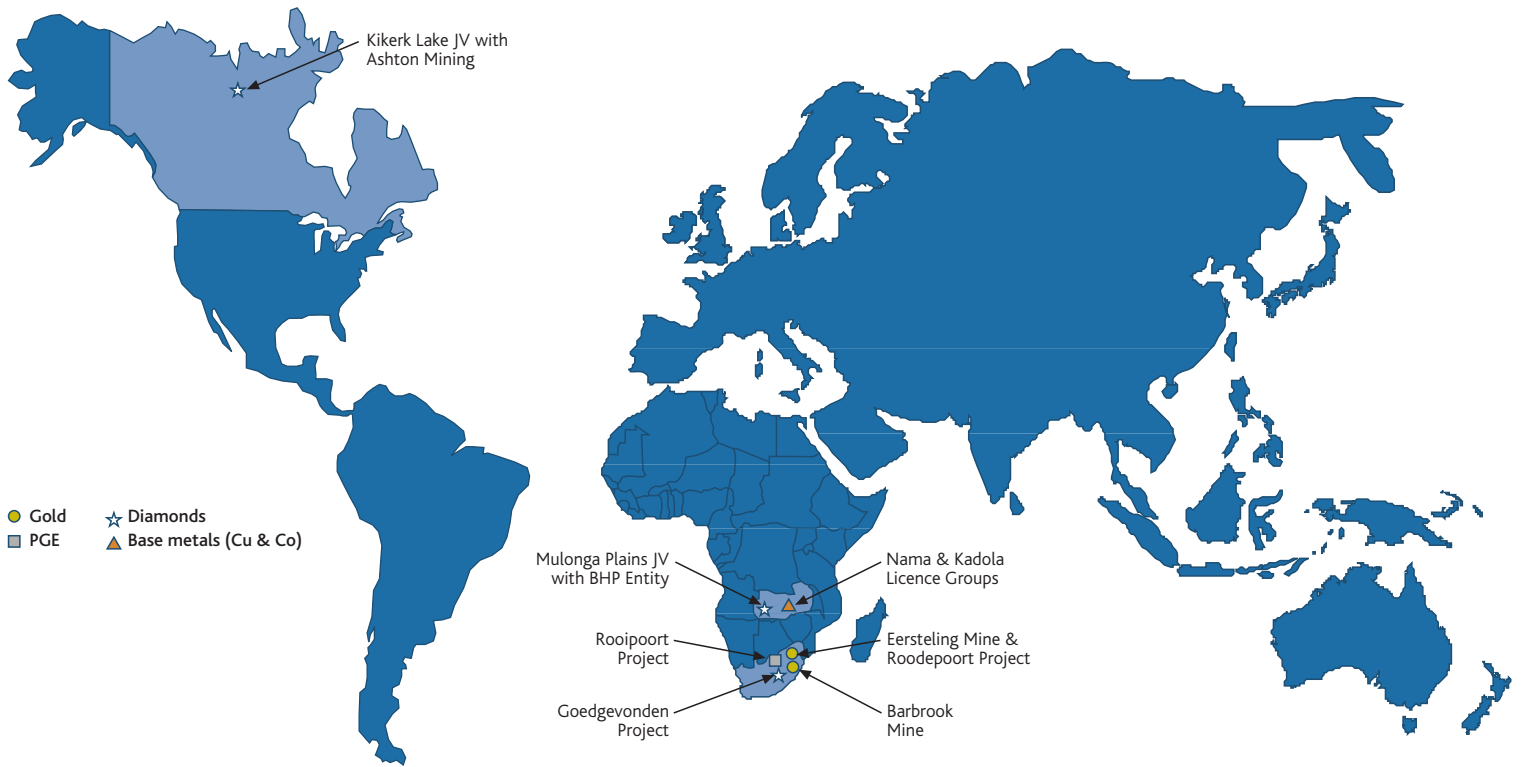 Kikerk Lake JV with
Ashton Mining
Gold
Diamonds
PGE
Base metals (Cu & Co)
Mulonga Plains JV
with BHP Entity
Nama & Kadola
Licence Groups
Rooipoort
Project
Eersteling Mine &
Roodepoort Project
Goedgevonden
Project
Barbrook
Mine